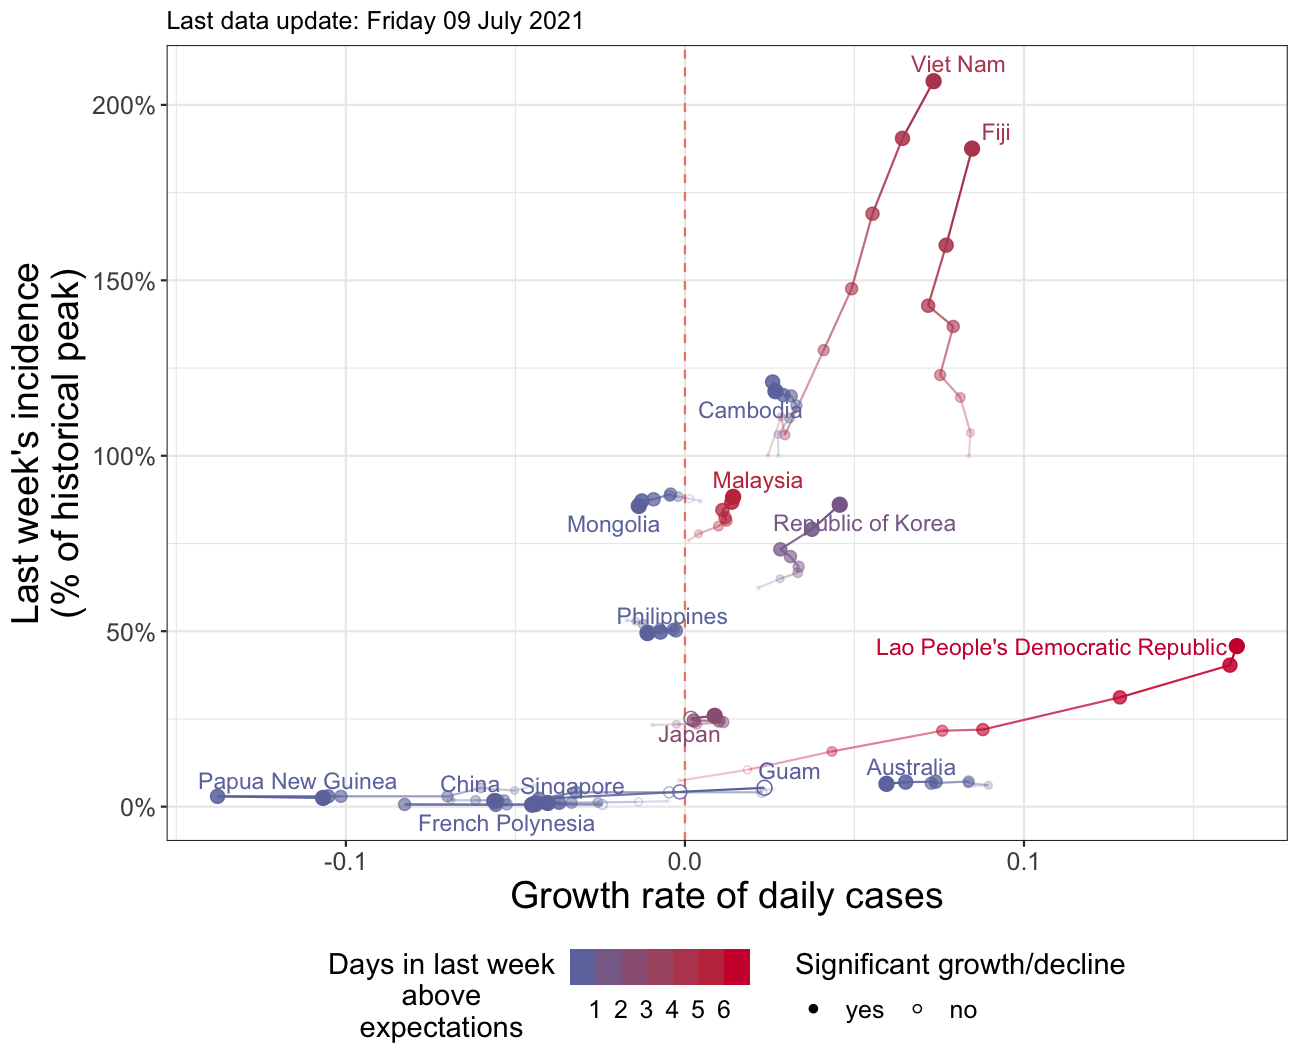 Last data update: Friday 09 July 2021
Last week's incidence
(% of historical peak)
200%
150%
100%
50%
0%
Viet Nam
Fiji
Cambodia
Malaysia
Mongolia
Republic of Korea
Philippines
Lao People's Democratic Republic
Japan
Guam
Australia
Papua New Guinea
China
Singapore
French Polynesia
-0.1
0.0
0.1
Growth rate of daily cases
Days in last week
above
expectations
1 2 3 4 5 6
Significant growth/decline
yes no